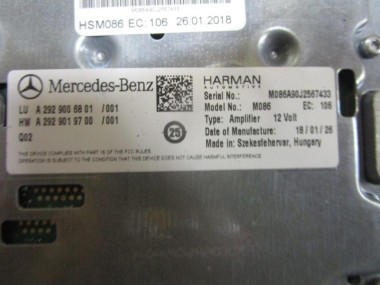 M086A90J2567433
HSM086 EC: 106 26.01.2018
Mercedes-Benz
HARMAN
AUTOMOTIVE
LU A 292 900 68 01 /001
HW A 292 901 97 00 /001
Q02
25
Serial No.: M086A90J2567433
Model No.: M086 EC: 106
Type: Amplifier 12 Volt
Date of Manufacture: 18 / 01 / 26
Made in: Szekesfehervar, Hungary
THIS DEVICE COMPLIES WITH PART 15 OF THE FCC RULES.
OPERATION IS SUBJECT TO THE CONDITION THAT THIS DEVICE DOES NOT CAUSE HARMFUL INTERFERENCE